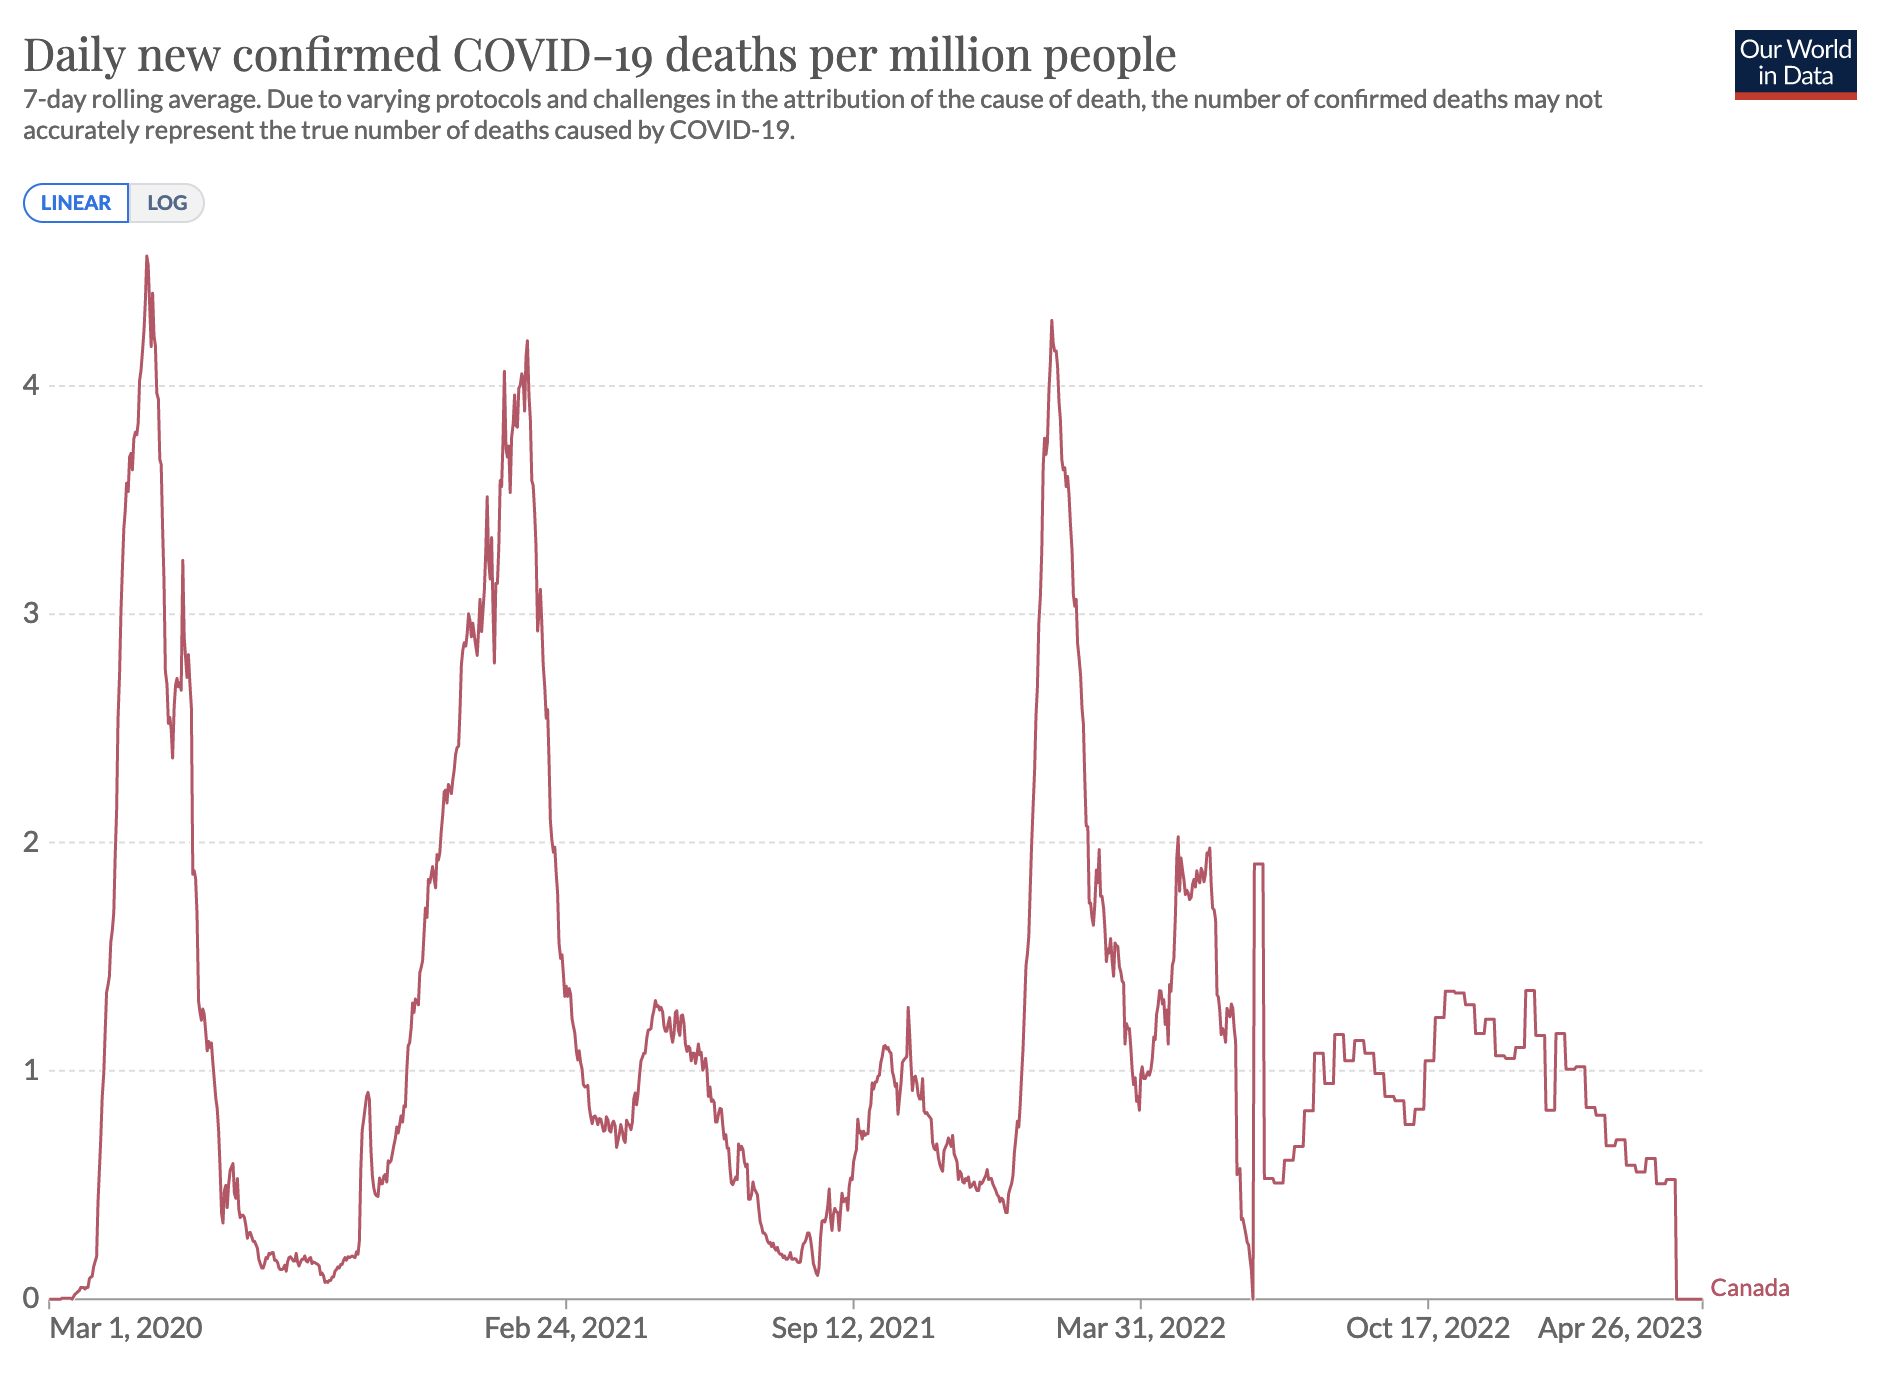 Daily new confirmed COVID-19 deaths per million people
Our World
in Data
7-day rolling average. Due to varying protocols and challenges in the attribution of the cause of death, the number of confirmed deaths may not
accurately represent the true number of deaths caused by COVID-19.
LINEAR LOG
4
3
2
1
0
Canada
Mar 1, 2020 Feb 24, 2021 Sep 12, 2021 Mar 31, 2022 Oct 17, 2022 Apr 26, 2023